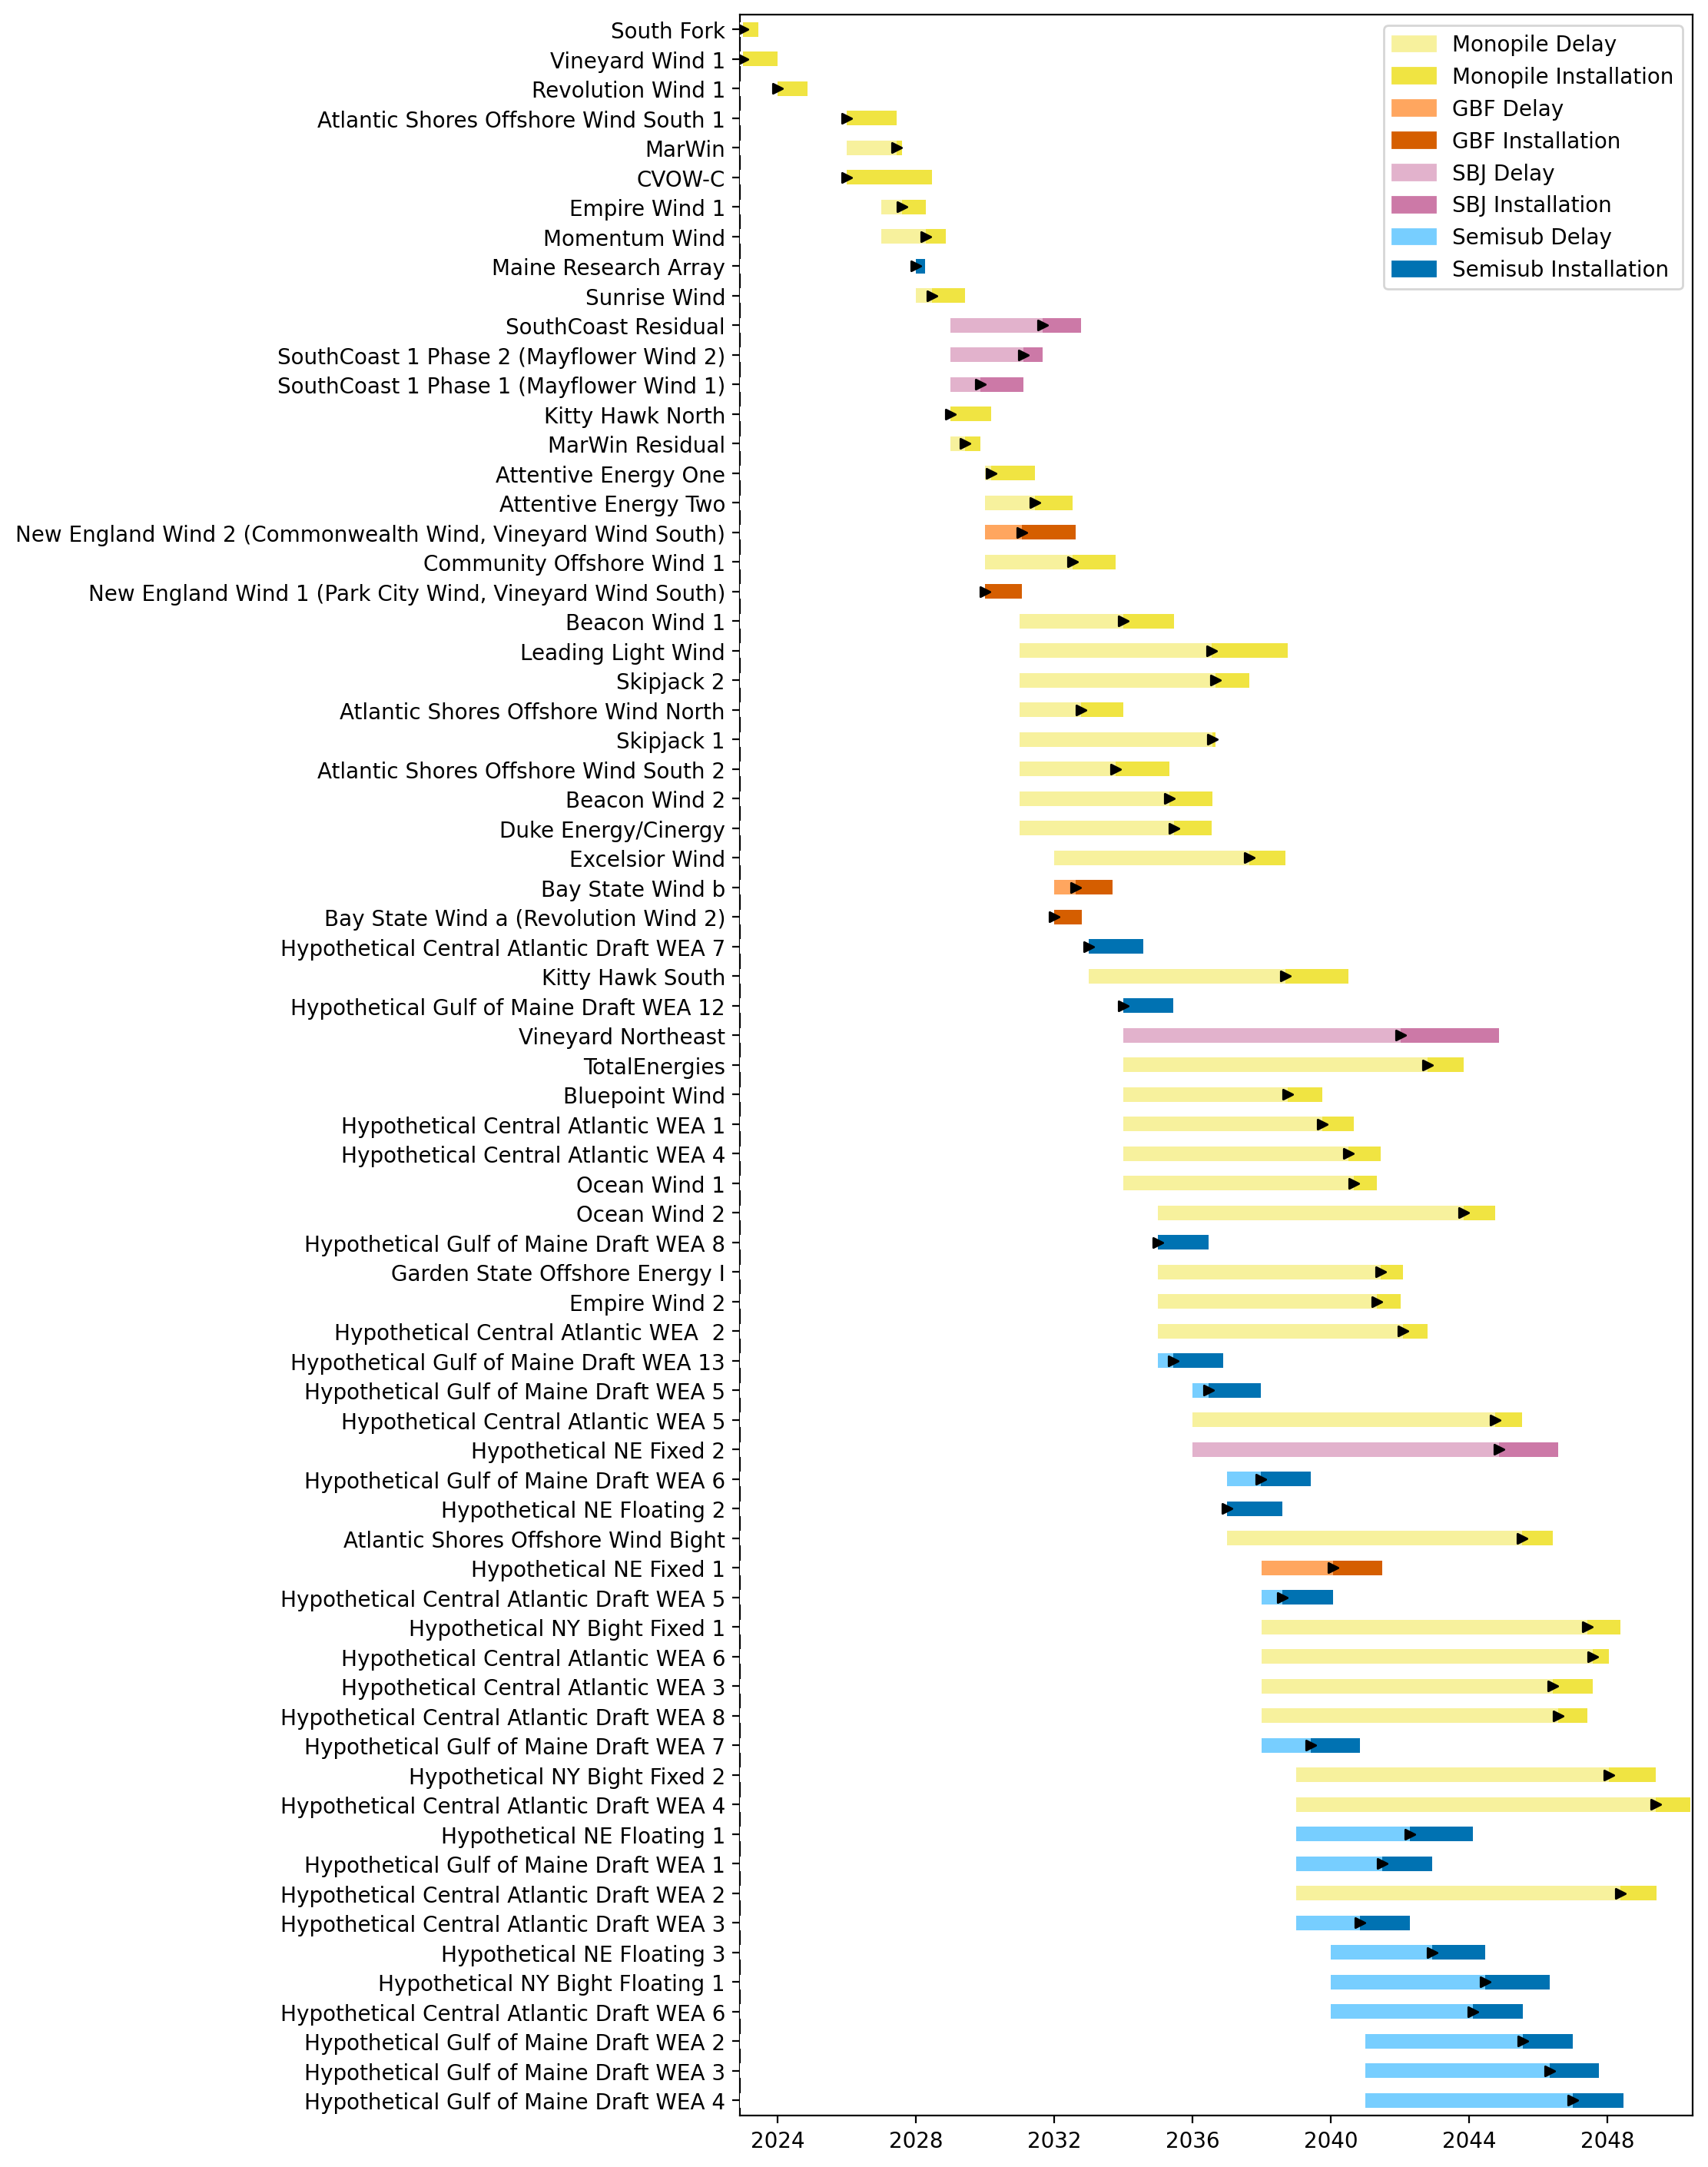 South Fork
Vineyard Wind 1
Revolution Wind 1
Atlantic Shores Offshore Wind South 1
MarWin
CVOW-C
Empire Wind 1
Momentum Wind
Maine Research Array
Sunrise Wind
SouthCoast Residual
SouthCoast 1 Phase 2 (Mayflower Wind 2)
SouthCoast 1 Phase 1 (Mayflower Wind 1)
Kitty Hawk North
MarWin Residual
Attentive Energy One
Attentive Energy Two
New England Wind 2 (Commonwealth Wind, Vineyard Wind South)
Community Offshore Wind 1
New England Wind 1 (Park City Wind, Vineyard Wind South)
Beacon Wind 1
Leading Light Wind
Skipjack 2
Atlantic Shores Offshore Wind North
Skipjack 1
Atlantic Shores Offshore Wind South 2
Beacon Wind 2
Duke Energy/Cinergy
Excelsior Wind
Bay State Wind b
Bay State Wind a (Revolution Wind 2)
Hypothetical Central Atlantic Draft WEA 7
Kitty Hawk South
Hypothetical Gulf of Maine Draft WEA 12
Vineyard Northeast
TotalEnergies
Bluepoint Wind
Hypothetical Central Atlantic WEA 1
Hypothetical Central Atlantic WEA 4
Ocean Wind 1
Ocean Wind 2
Hypothetical Gulf of Maine Draft WEA 8
Garden State Offshore Energy I
Empire Wind 2
Hypothetical Central Atlantic WEA  2
Hypothetical Gulf of Maine Draft WEA 13
Hypothetical Gulf of Maine Draft WEA 5
Hypothetical Central Atlantic WEA 5
Hypothetical NE Fixed 2
Hypothetical Gulf of Maine Draft WEA 6
Hypothetical NE Floating 2
Atlantic Shores Offshore Wind Bight
Hypothetical NE Fixed 1
Hypothetical Central Atlantic Draft WEA 5
Hypothetical NY Bight Fixed 1
Hypothetical Central Atlantic WEA 6
Hypothetical Central Atlantic WEA 3
Hypothetical Central Atlantic Draft WEA 8
Hypothetical Gulf of Maine Draft WEA 7
Hypothetical NY Bight Fixed 2
Hypothetical Central Atlantic Draft WEA 4
Hypothetical NE Floating 1
Hypothetical Gulf of Maine Draft WEA 1
Hypothetical Central Atlantic Draft WEA 2
Hypothetical Central Atlantic Draft WEA 3
Hypothetical NE Floating 3
Hypothetical NY Bight Floating 1
Hypothetical Central Atlantic Draft WEA 6
Hypothetical Gulf of Maine Draft WEA 2
Hypothetical Gulf of Maine Draft WEA 3
Hypothetical Gulf of Maine Draft WEA 4
Monopile Delay
Monopile Installation
GBF Delay
GBF Installation
SBJ Delay
SBJ Installation
Semisub Delay
Semisub Installation
2024 2028 2032 2036 2040 2044 2048